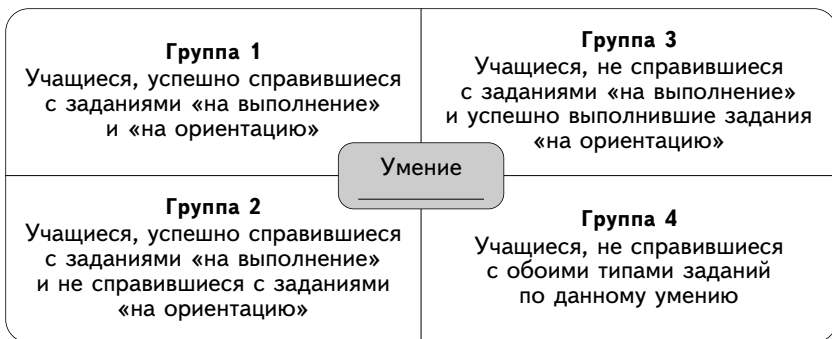 Группа 1
Учащиеся, успешно справившиеся
с заданиями «на выполнение»
и «на ориентацию»
Группа 3
Учащиеся, не справившиеся
с заданиями «на выполнение»
и успешно выполнившие задания
«на ориентацию»
Умение
Группа 2
Учащиеся, успешно справившиеся
с заданиями «на выполнение»
и не справившиеся с заданиями
«на ориентацию»
Группа 4
Учащиеся, не справившиеся
с обоими типами заданий
по данному умению